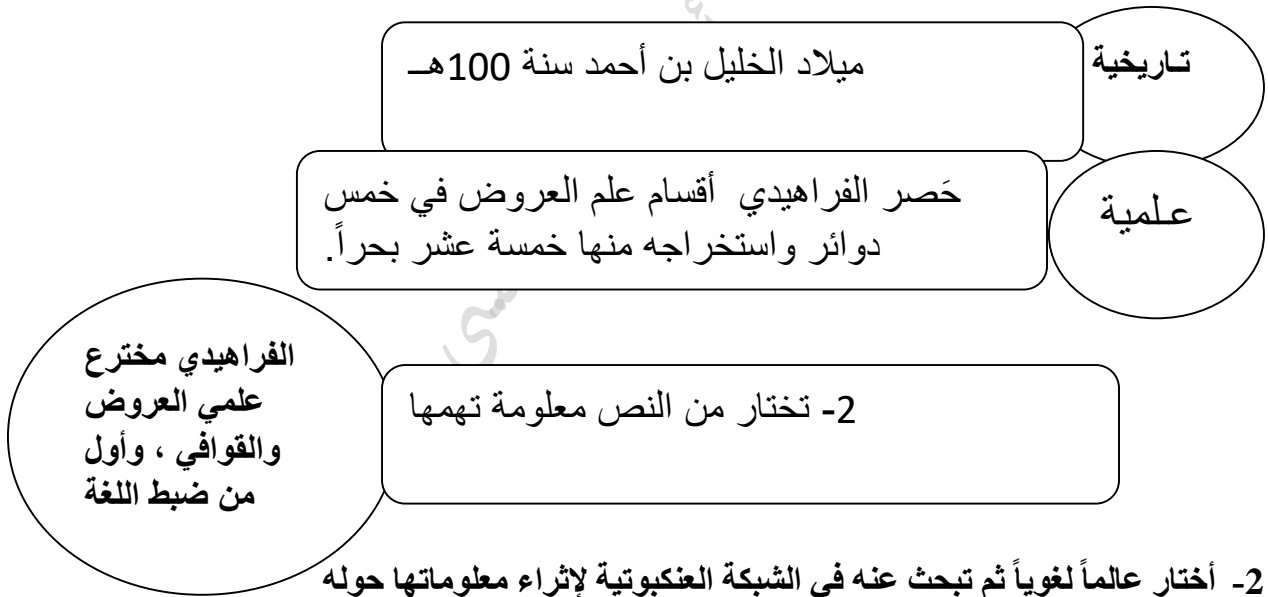 تاريخية
ميلاد الخليل بن أحمد سنة 100هـ
علمية
حَصر الفراهيدي أقسام علم العروض في خمس
دوائر واستخراجه منها خمسة عشر بحراً.
2- تختار من النص معلومة تهمها
الفراهيدي مخترع
علمي العروض
والقوافي ، وأول
من ضبط اللغة
2- أختار عالماً لغوياً ثم تبحث عنه في الشبكة العنكبوتية لإثراء معلوماتها حوله